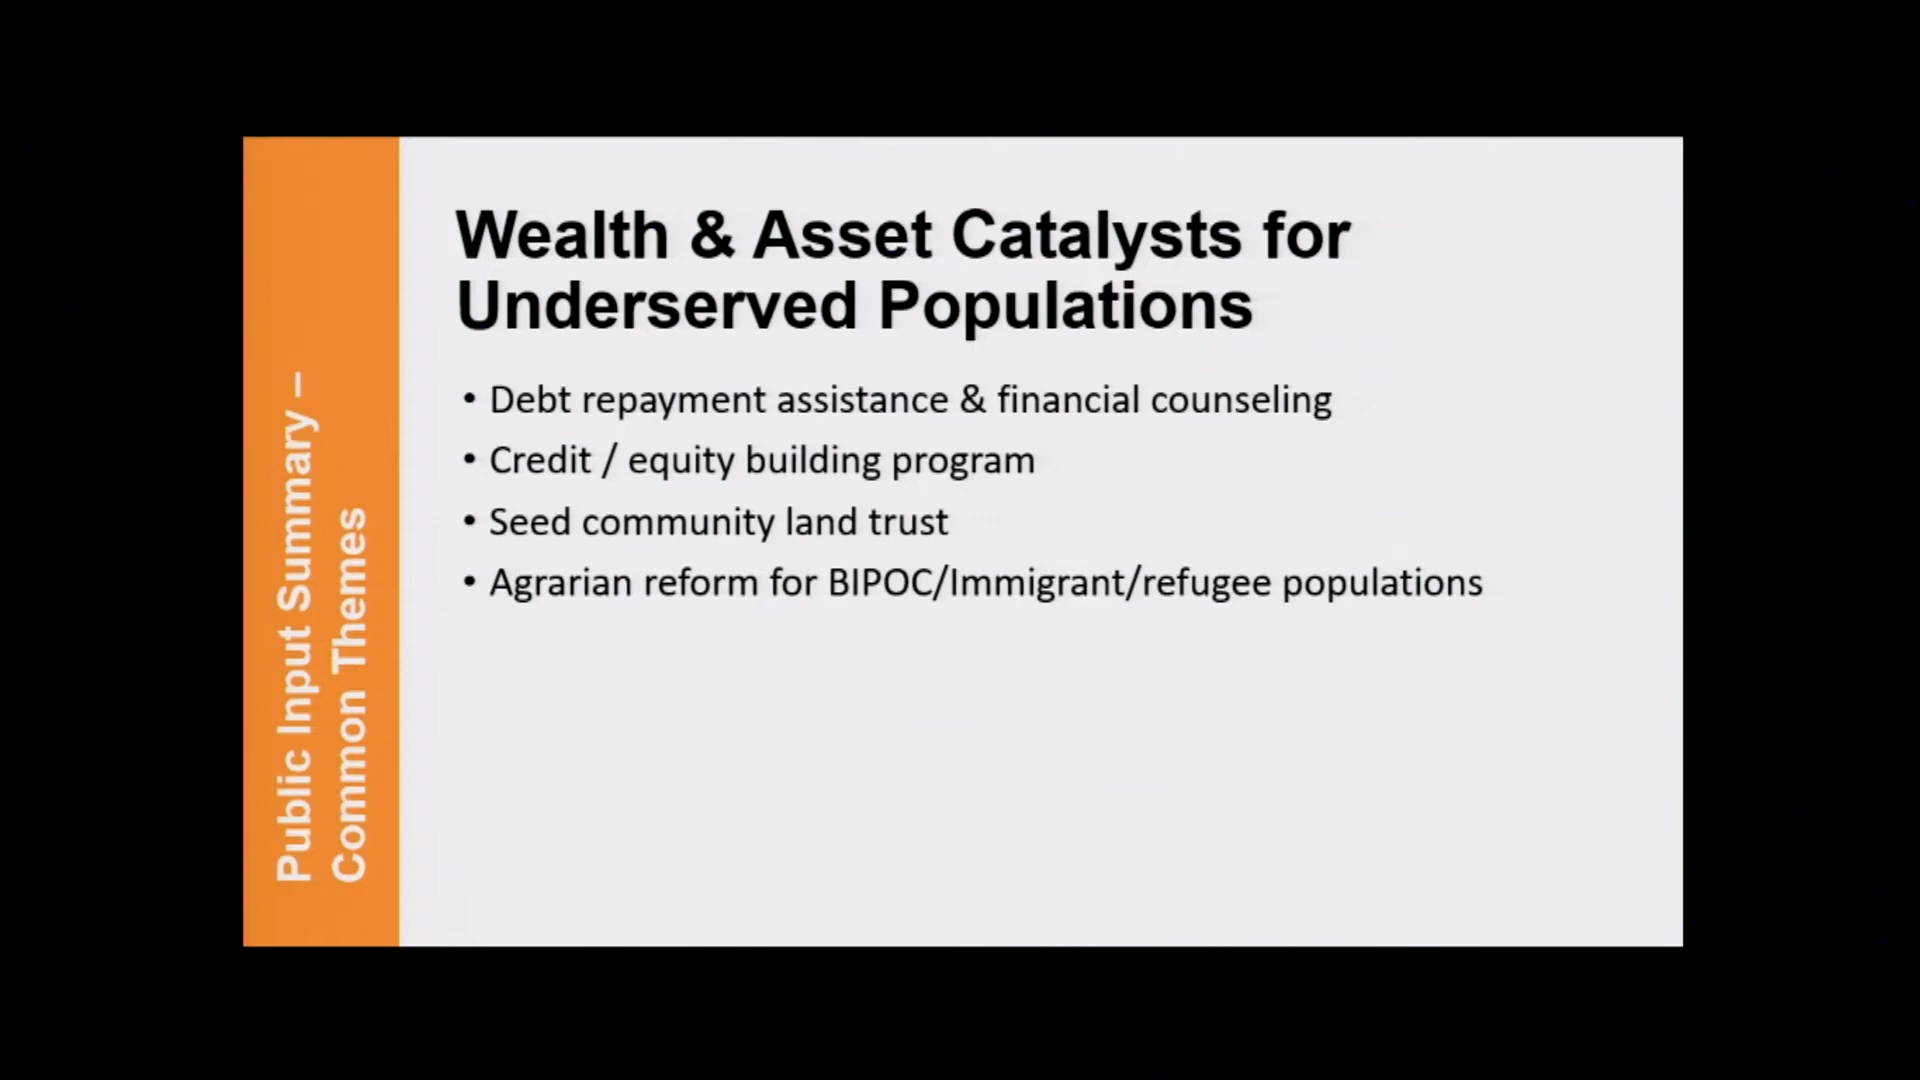 Public Input Summary –
Common Themes
Wealth & Asset Catalysts for
Underserved Populations
• Debt repayment assistance & financial counseling
• Credit / equity building program
• Seed community land trust
• Agrarian reform for BIPOC/Immigrant/refugee populations